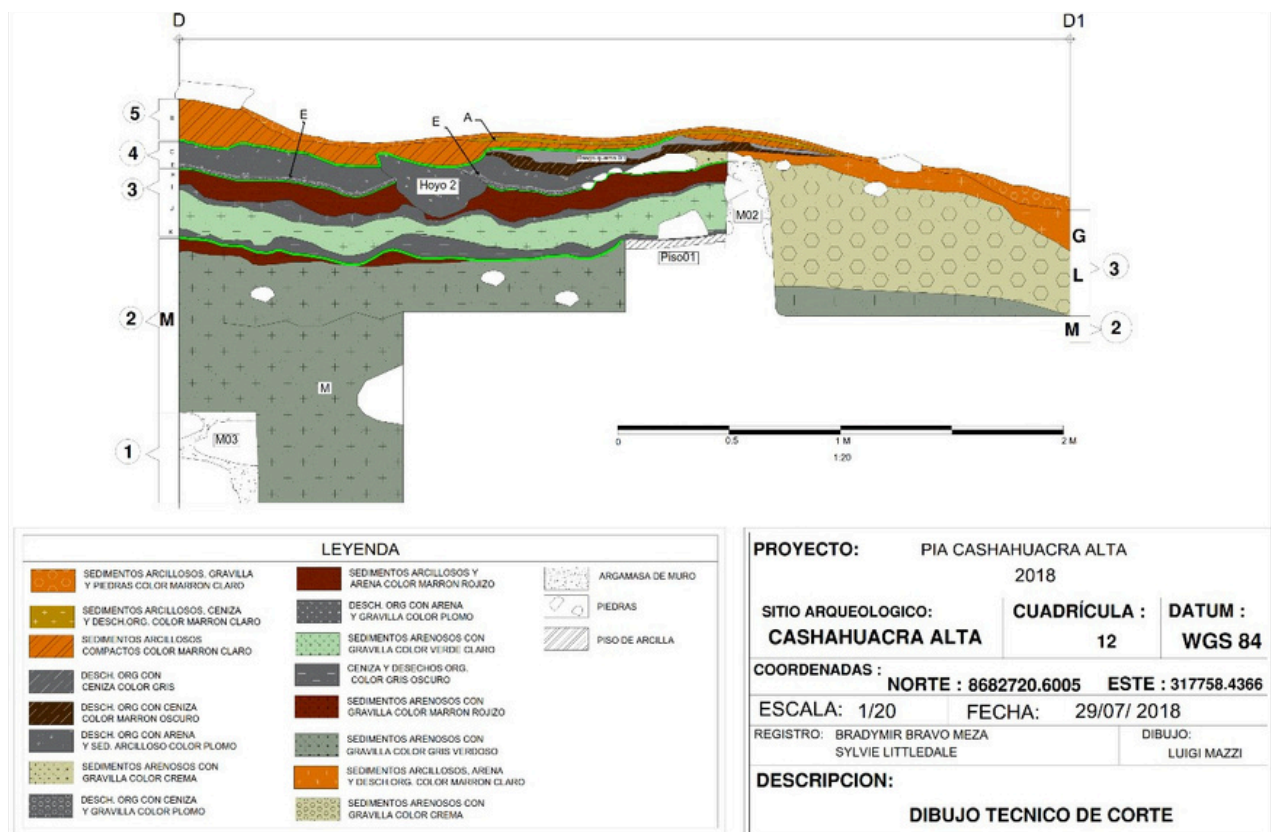 D
D1
5
B
E
E
A
4
C
E
3
I
Hoyo 2
J
K
M02
Piso01
G
L
3
2
M
M
2
M
M03
1
0
0.5
1 M
2 M
1:20
LEYENDA
SEDIMENTOS ARCILLOSOS, GRAVILLA
Y PIEDRAS COLOR MARRON CLARO
SEDIMENTOS ARCILLOSOS, CENIZA
Y DESCH.ORG. COLOR MARRON CLARO
SEDIMENTOS ARCILLOSOS
COMPACTOS COLOR MARRON CLARO
DESCH. ORG CON
CENIZA COLOR GRIS
DESCH. ORG CON CENIZA
COLOR MARRON OSCURO
DESCH. ORG CON ARENA
Y SED. ARCILLOSO COLOR PLOMO
SEDIMENTOS ARENOSOS CON
GRAVILLA COLOR CREMA
DESCH. ORG CON CENIZA
Y GRAVILLA COLOR PLOMO
SEDIMENTOS ARCILLOSOS Y
ARENA COLOR MARRON ROJIZO
DESCH. ORG CON ARENA
Y GRAVILLA COLOR PLOMO
SEDIMENTOS ARENOSOS CON
GRAVILLA COLOR VERDE CLARO
CENIZA Y DESECHOS ORG.
COLOR GRIS OSCURO
SEDIMENTOS ARENOSOS CON
GRAVILLA COLOR MARRON ROJIZO
SEDIMENTOS ARENOSOS CON
GRAVILLA COLOR GRIS VERDOSO
SEDIMENTOS ARCILLOSOS, ARENA
Y DESCH.ORG. COLOR MARRON CLARO
SEDIMENTOS ARENOSOS CON
GRAVILLA COLOR CREMA
ARGAMASA DE MURO
PIEDRAS
PISO DE ARCILLA
PROYECTO: PIA CASHAHUACRA ALTA
2018
SITIO ARQUEOLOGICO:
CASHAHUACRA ALTA
CUADRÍCULA :
12
DATUM :
WGS 84
COORDENADAS :
NORTE : 8682720.6005 ESTE : 317758.4366
ESCALA: 1/20 FECHA: 29/07/ 2018
REGISTRO: BRADYMIR BRAVO MEZA
SYLVIE LITTLEDALE
DIBUJO:
LUIGI MAZZI
DESCRIPCION:
DIBUJO TECNICO DE CORTE